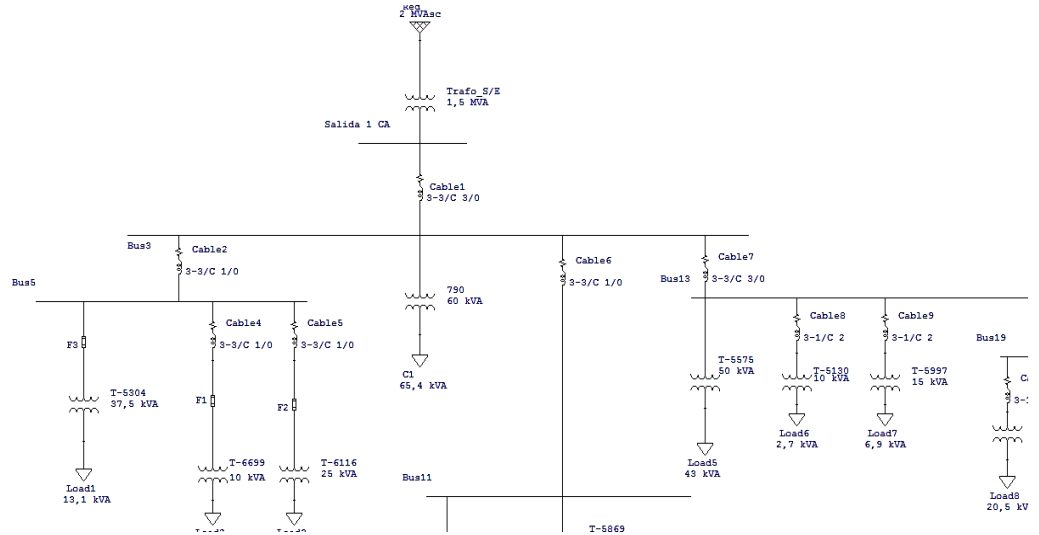 2 MVAsc
Trafo_S/E
1,5 MVA
Salida 1 CA
Cable1
3-3/C 3/0
Bus3
Cable2
3-3/C 1/0
Cable6
3-3/C 1/0
Cable7
3-3/C 3/0
Bus13
Bus5
790
60 kVA
C1
65,4 kVA
F3
Cable4
3-3/C 1/0
Cable5
3-3/C 1/0
Cable8
3-1/C 2
Cable9
3-1/C 2
Bus19
T-5304
37,5 kVA
F1
F2
T-5575
50 kVA
T-5130
10 kVA
T-5997
15 kVA
Load6
2,7 kVA
Load7
6,9 kVA
Load5
43 kVA
T-6699
10 kVA
T-6116
25 kVA
Load1
13,1 kVA
Bus11
Load8
20,5 kV
T-5869